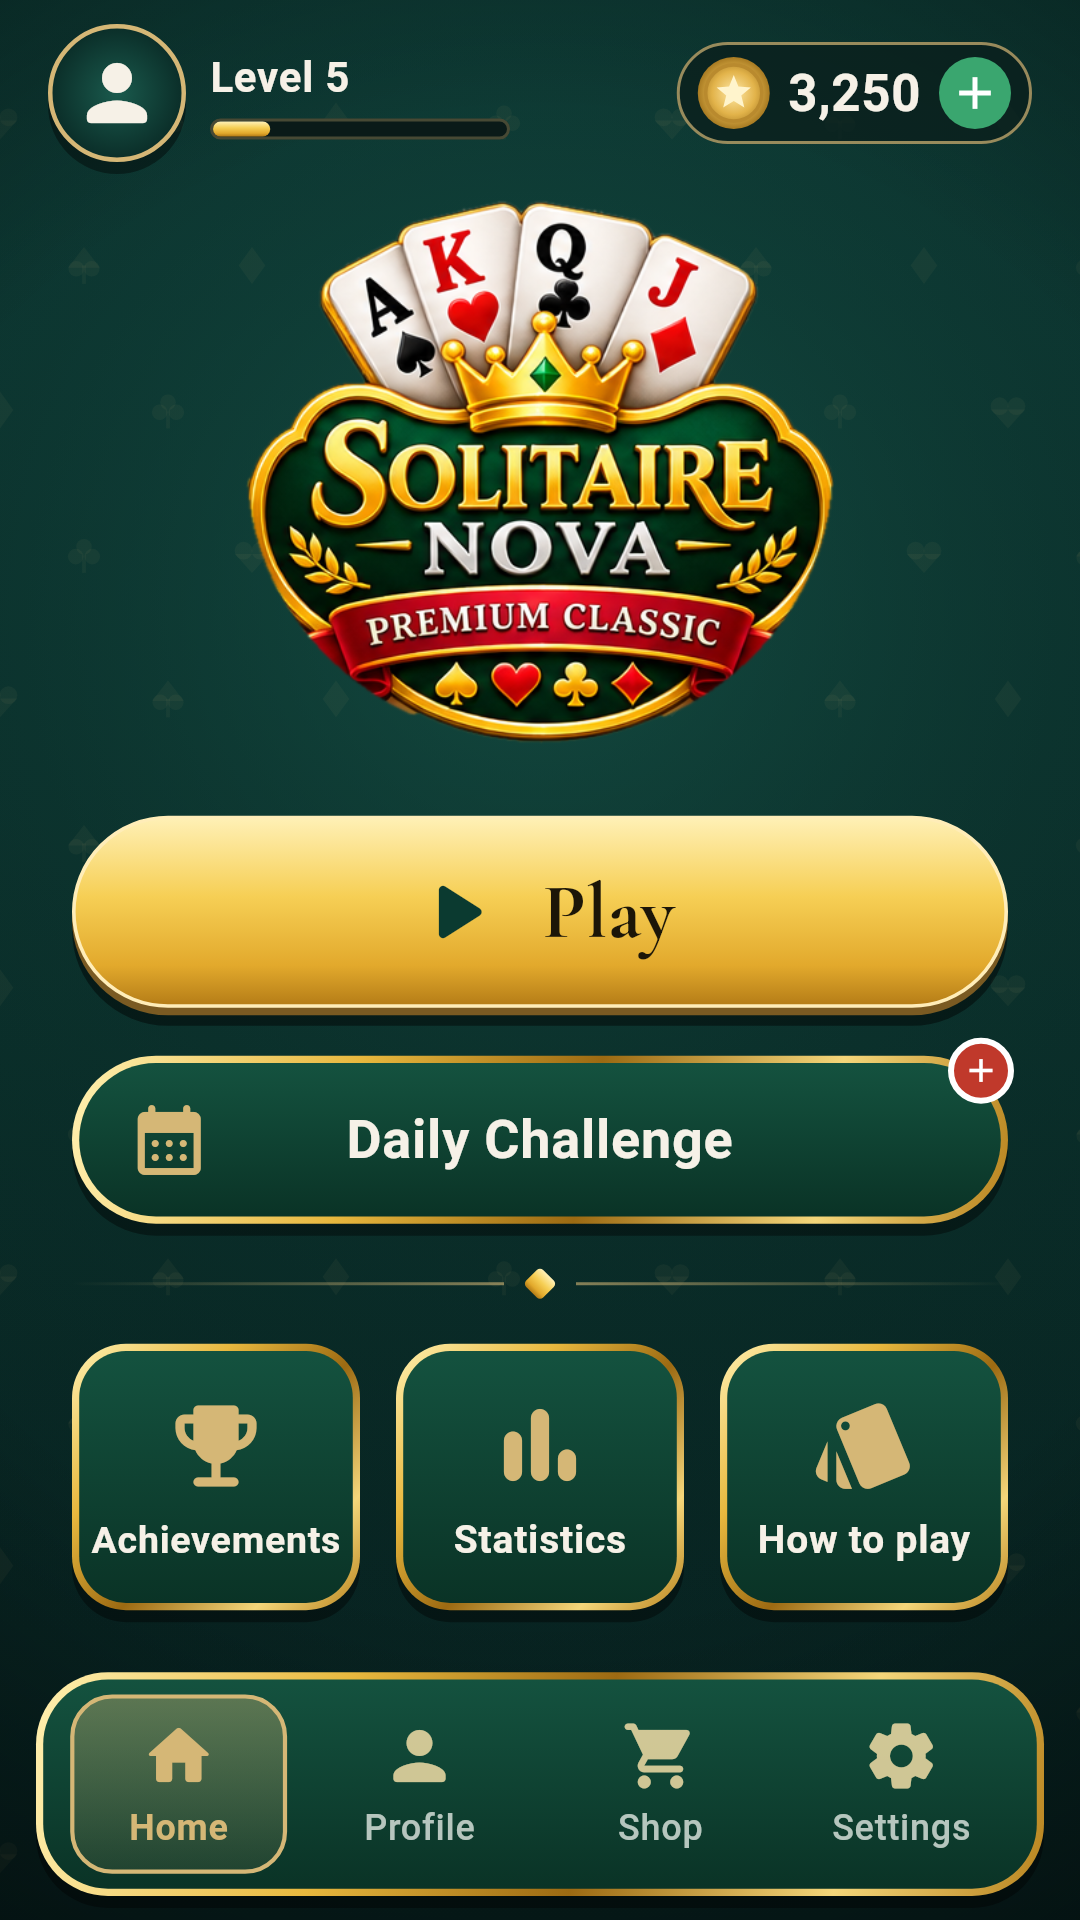 Level 5
3,250
A
K
Q
J
SOLITAIRE
NOVA
PREMIUM CLASSIC
Play
Daily Challenge
Achievements
Statistics
How to play
Home
Profile
Shop
Settings